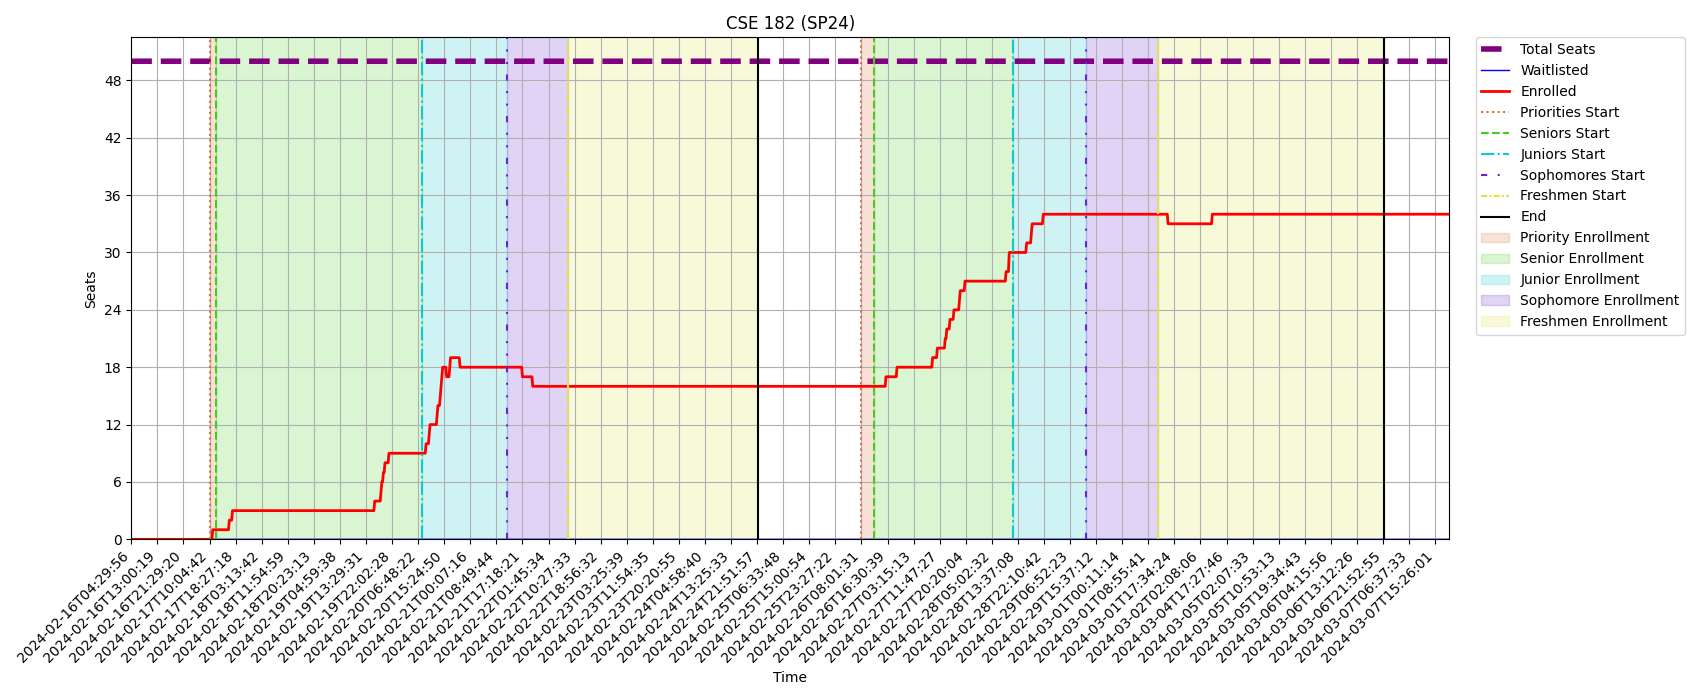 CSE 182 (SP24)
Seats
48
42
36
30
24
18
12
6
0
2024-02-16T04:29:56
2024-02-16T13:00:19
2024-02-16T21:29:20
2024-02-17T10:04:42
2024-02-17T18:27:18
2024-02-18T03:13:42
2024-02-18T11:54:59
2024-02-18T20:23:13
2024-02-19T04:59:38
2024-02-19T13:29:31
2024-02-19T22:02:28
2024-02-20T06:48:22
2024-02-20T15:24:50
2024-02-21T00:07:16
2024-02-21T08:49:44
2024-02-21T17:18:21
2024-02-22T01:45:34
2024-02-22T10:27:33
2024-02-22T18:56:32
2024-02-23T03:25:39
2024-02-23T11:54:35
2024-02-23T20:20:55
2024-02-24T04:58:40
2024-02-24T13:25:33
2024-02-24T21:51:57
2024-02-25T06:33:48
2024-02-25T15:00:54
2024-02-25T23:27:22
2024-02-26T08:01:31
2024-02-26T16:30:39
2024-02-27T03:15:13
2024-02-27T11:47:27
2024-02-27T20:20:04
2024-02-28T05:02:32
2024-02-28T13:37:08
2024-02-28T22:10:42
2024-02-29T06:52:23
2024-02-29T15:37:12
2024-03-01T00:11:14
2024-03-01T08:55:41
2024-03-01T17:34:24
2024-03-02T02:08:06
2024-03-04T17:27:46
2024-03-05T02:07:33
2024-03-05T10:53:13
2024-03-05T19:34:43
2024-03-06T04:15:56
2024-03-06T13:12:26
2024-03-06T21:52:55
2024-03-07T06:37:33
2024-03-07T15:26:01
Time
Total Seats
Waitlisted
Enrolled
Priorities Start
Seniors Start
Juniors Start
Sophomores Start
Freshmen Start
End
Priority Enrollment
Senior Enrollment
Junior Enrollment
Sophomore Enrollment
Freshmen Enrollment